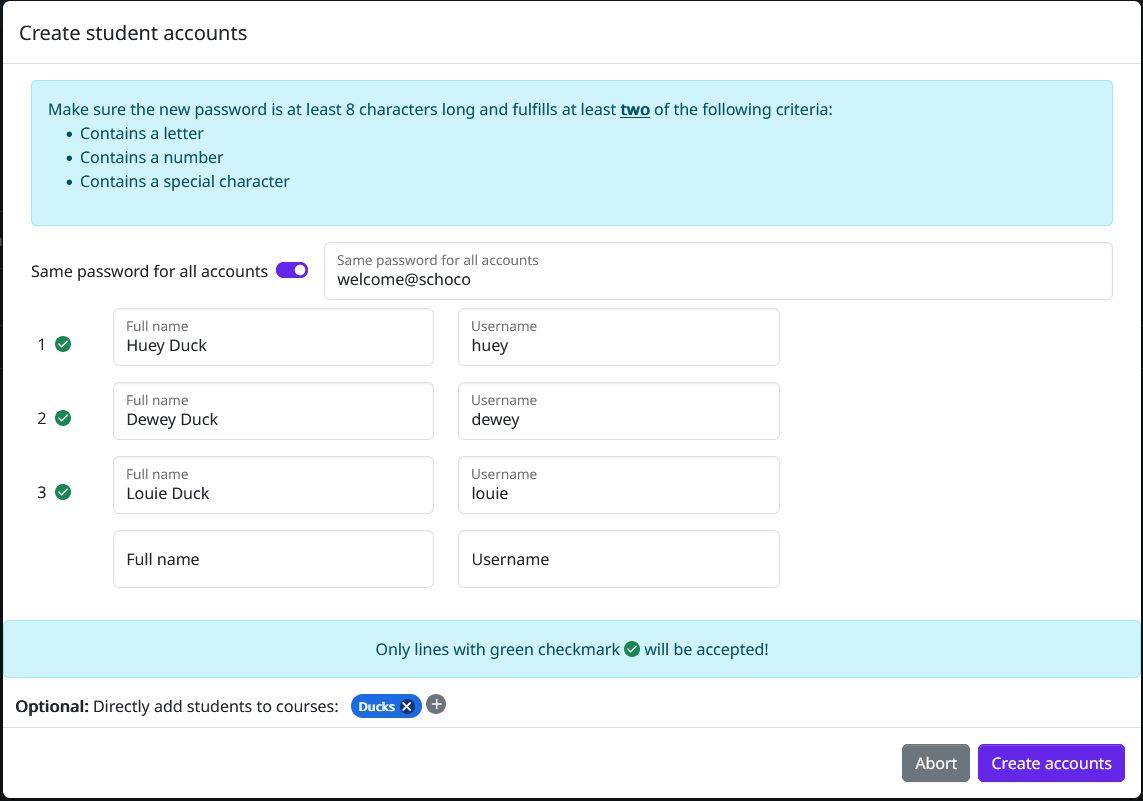 Create student accounts
Make sure the new password is at least 8 characters long and fulfills at least two of the following criteria:
• Contains a letter
• Contains a number
• Contains a special character
Same password for all accounts
Same password for all accounts
welcome@schoco
1
Full name
Huey Duck
Username
huey
2
Full name
Dewey Duck
Username
dewey
3
Full name
Louie Duck
Username
louie
Full name
Username
Only lines with green checkmark will be accepted!
Optional: Directly add students to courses: Ducks
Abort
Create accounts